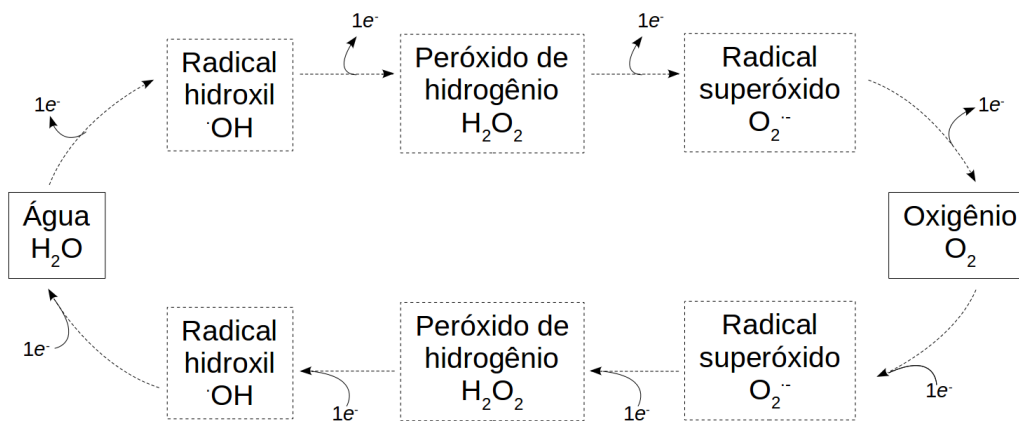 1e-
1e-
1e-
1e-
Radical
hidroxil
·OH
Peróxido de
hidrogênio
H₂O₂
Radical
superóxido
O₂·-
Água
H₂O
Oxigênio
O₂
Radical
hidroxil
·OH
Peróxido de
hidrogênio
H₂O₂
Radical
superóxido
O₂·-
1e-
1e-
1e-
1e-